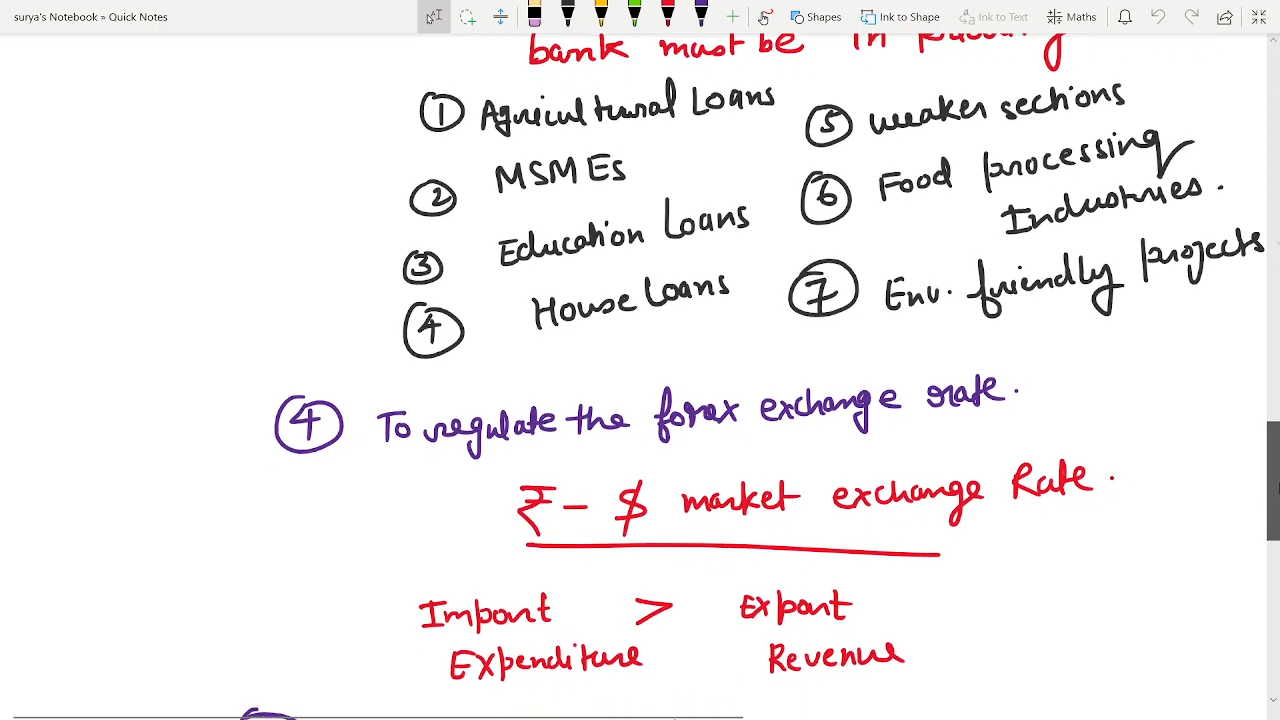 surya's Notebook » Quick Notes
Shapes
Ink to Shape
Ink to Text
Maths
bank must be in
① Agricultural Loans
② MSMEs
③ Education Loans
④ House Loans
⑤ weaker sections
⑥ Food processing
Industries.
⑦ Env. friendly projects
④ To regulate the forex exchange rate.
₹ - $ market exchange Rate.
Import > Export
Expenditure Revenue